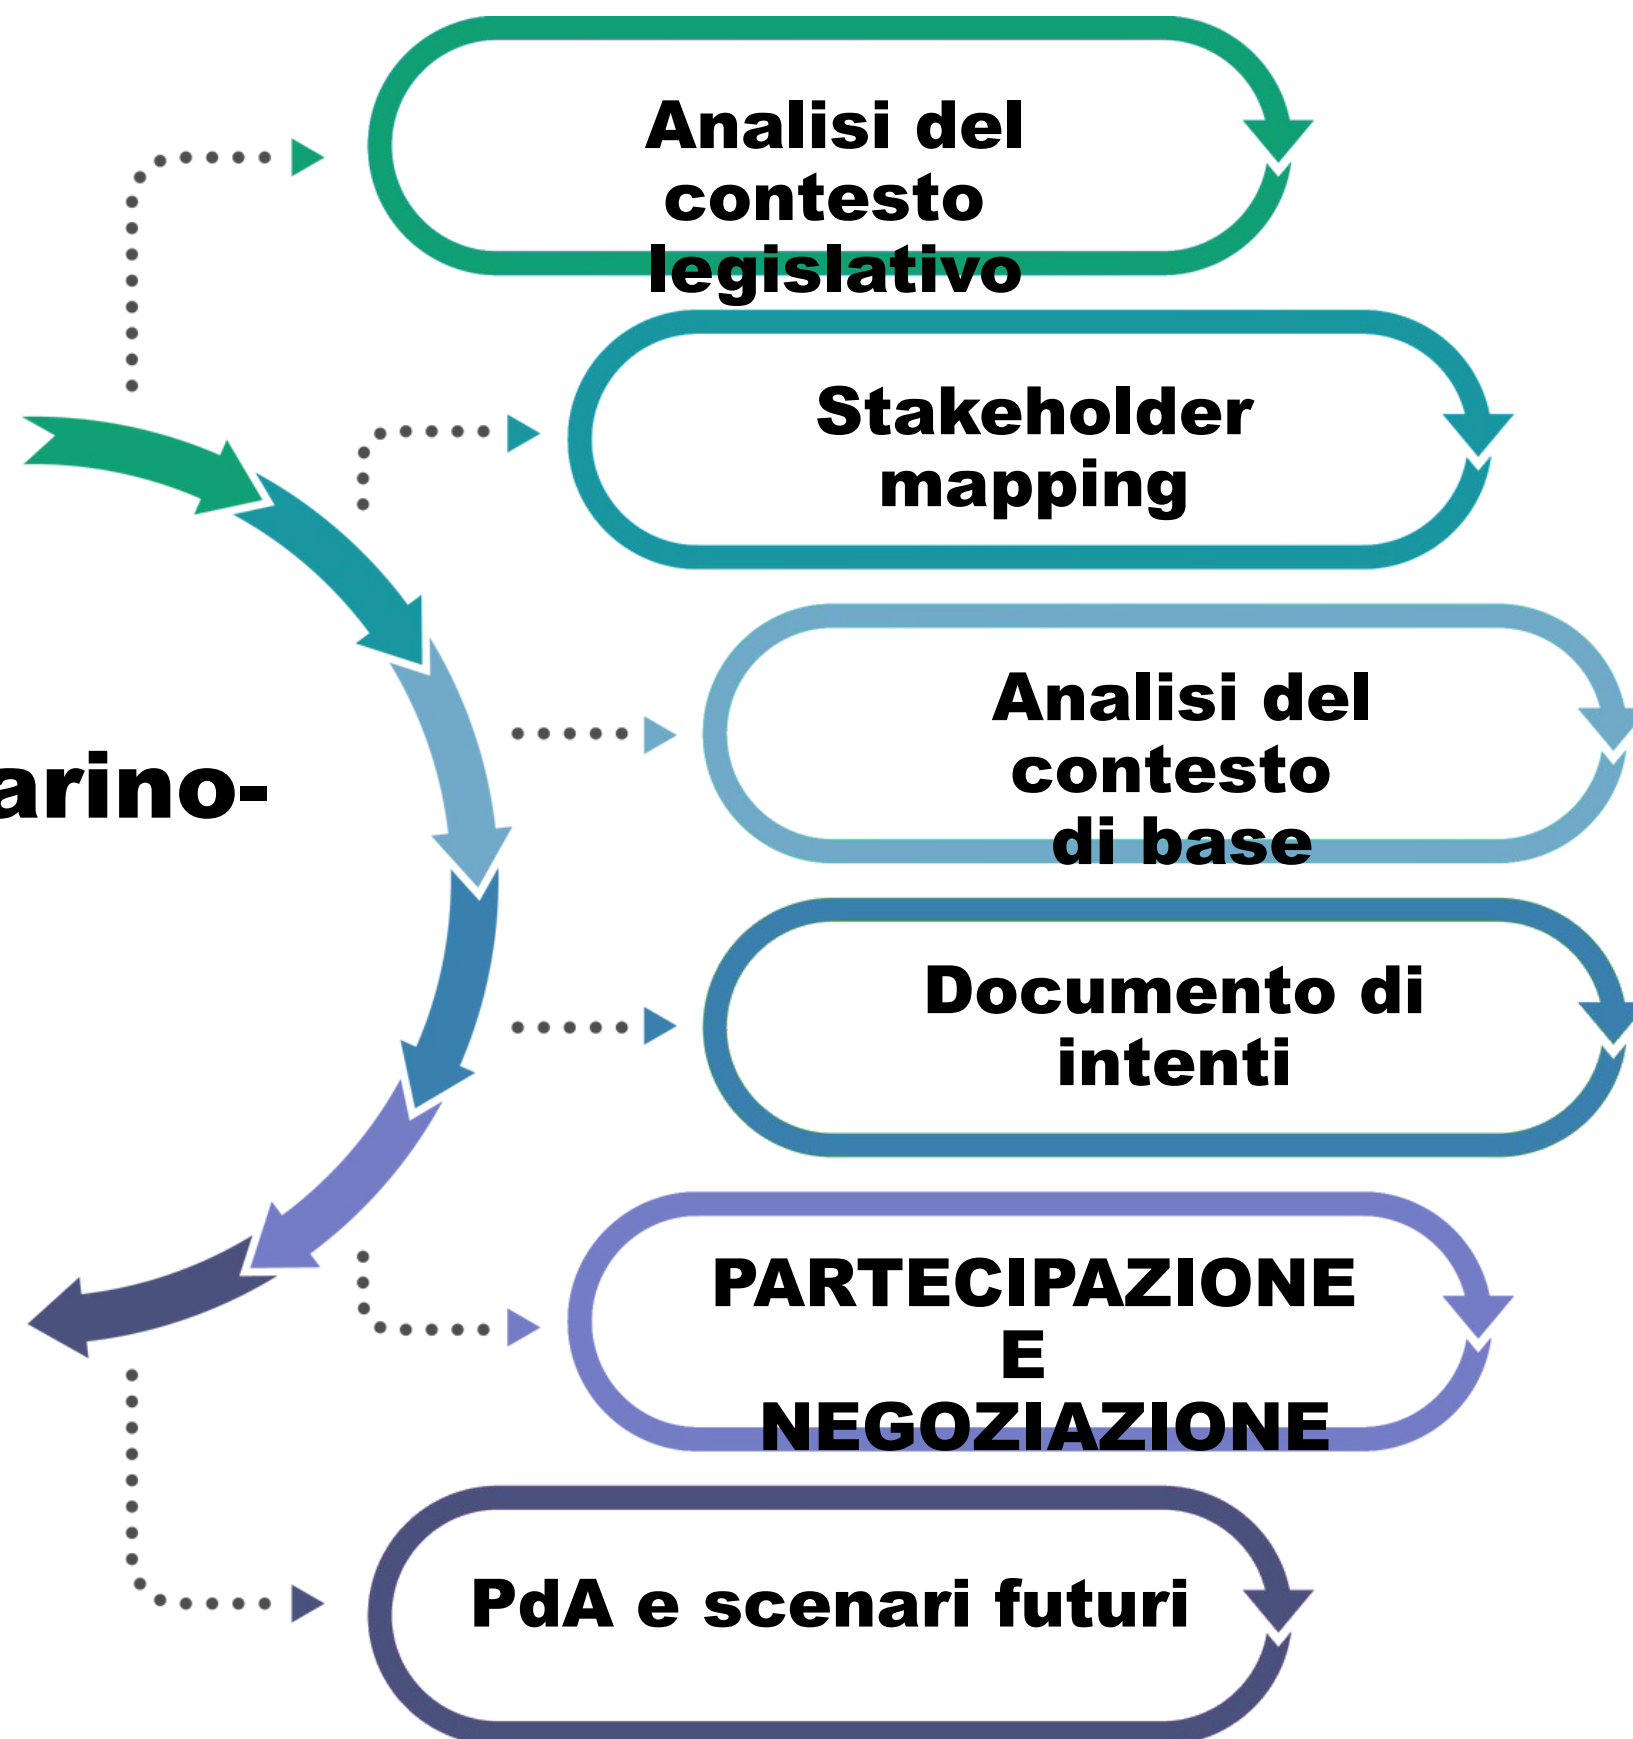 Analisi del
contesto
legislativo
Stakeholder
mapping
Analisi del
contesto
di base
arino-
Documento di
intenti
PARTECIPAZIONE
E
NEGOZIAZIONE
PdA e scenari futuri